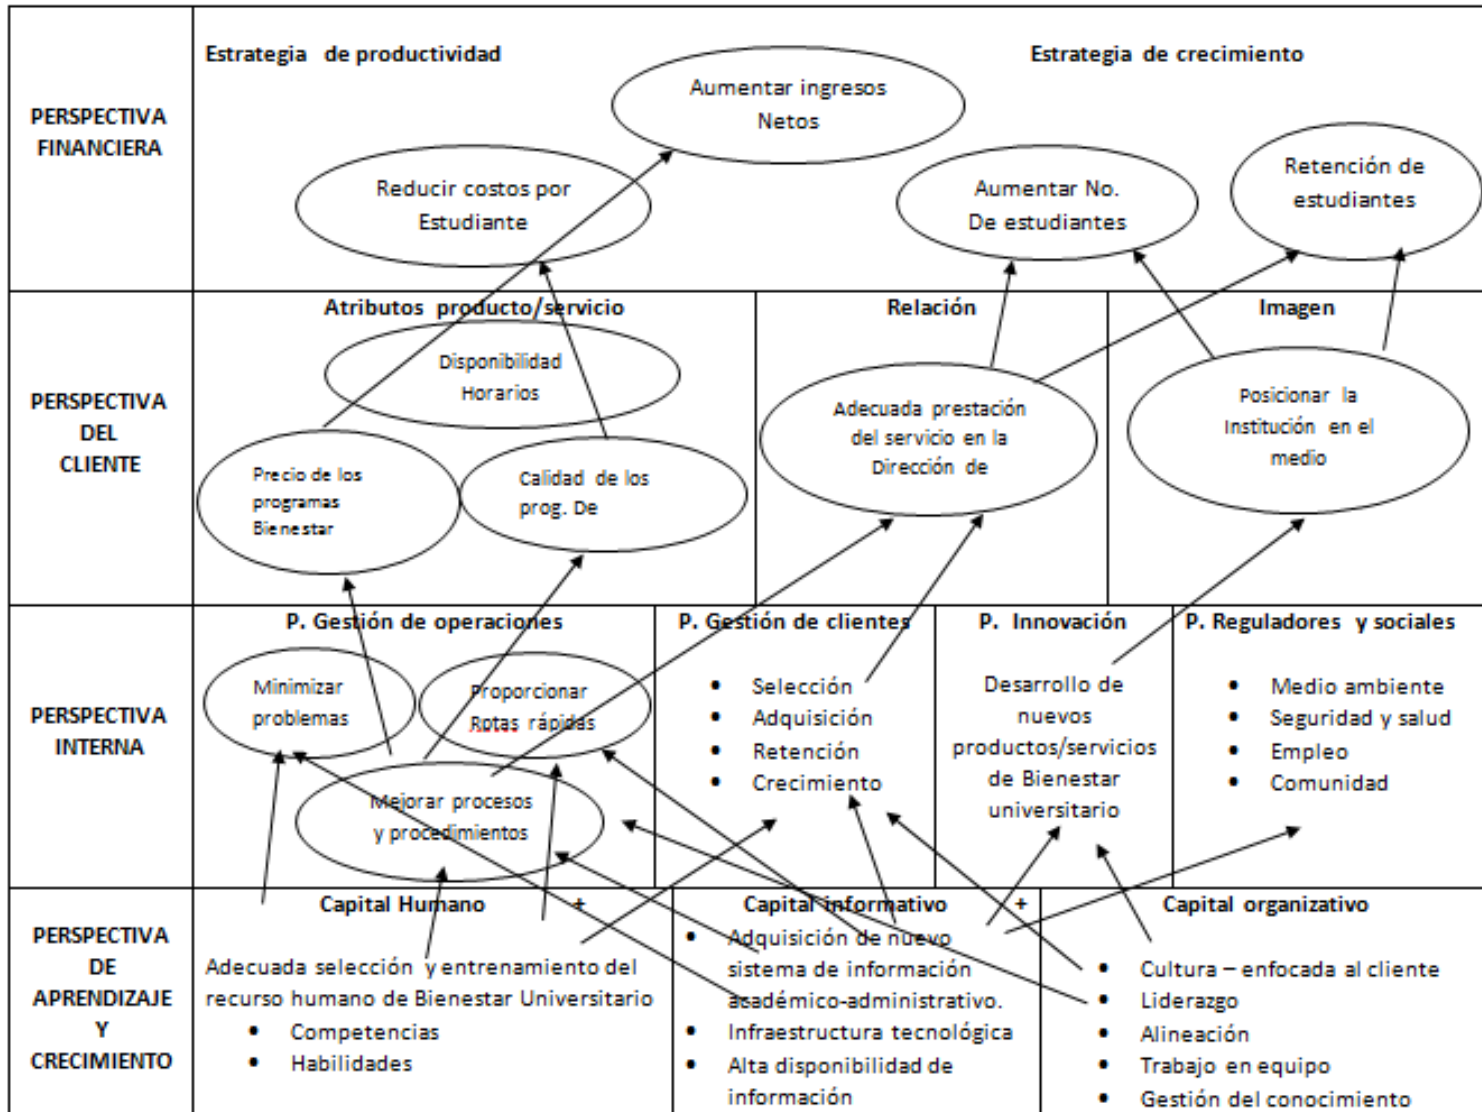 PERSPECTIVA
FINANCIERA
Estrategia de productividad
Estrategia de crecimiento
Aumentar ingresos
Netos
Reducir costos por
Estudiante
Aumentar No.
De estudiantes
Retención de
estudiantes
PERSPECTIVA
DEL
CLIENTE
Atributos producto/servicio
Disponibilidad
Horarios
Precio de los
programas
Bienestar
Calidad de los
prog. De
Relación
Adecuada prestación
del servicio en la
Dirección de
Imagen
Posicionar la
Institución en el
medio
PERSPECTIVA
INTERNA
P. Gestión de operaciones
Minimizar
problemas
Proporcionar
Rptas rápidas
Mejorar procesos
y procedimientos
P. Gestión de clientes
• Selección
• Adquisición
• Retención
• Crecimiento
P. Innovación
Desarrollo de
nuevos
productos/servicios
de Bienestar
universitario
P. Reguladores y sociales
• Medio ambiente
• Seguridad y salud
• Empleo
• Comunidad
PERSPECTIVA
DE
APRENDIZAJE
Y
CRECIMIENTO
Capital Humano +
Adecuada selección y entrenamiento del
recurso humano de Bienestar Universitario
• Competencias
• Habilidades
Capital informativo +
• Adquisición de nuevo
sistema de información
académico-administrativo.
• Infraestructura tecnológica
• Alta disponibilidad de
información
Capital organizativo
• Cultura – enfocada al cliente
• Liderazgo
• Alineación
• Trabajo en equipo
• Gestión del conocimiento